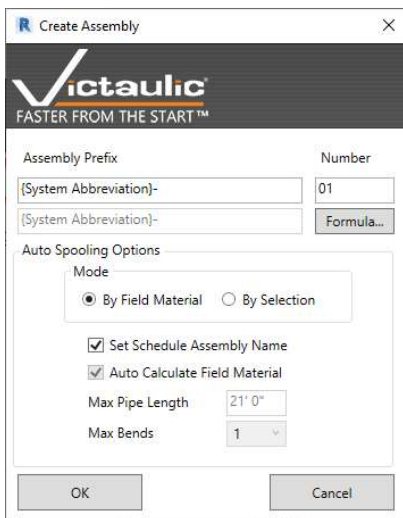 R Create Assembly
Victaulic®
FASTER FROM THE START™
Assembly Prefix Number
{System Abbreviation}- 01
{System Abbreviation}- Formula...
Auto Spooling Options
Mode
By Field Material By Selection
Set Schedule Assembly Name
Auto Calculate Field Material
Max Pipe Length 21' 0"
Max Bends 1
OK Cancel